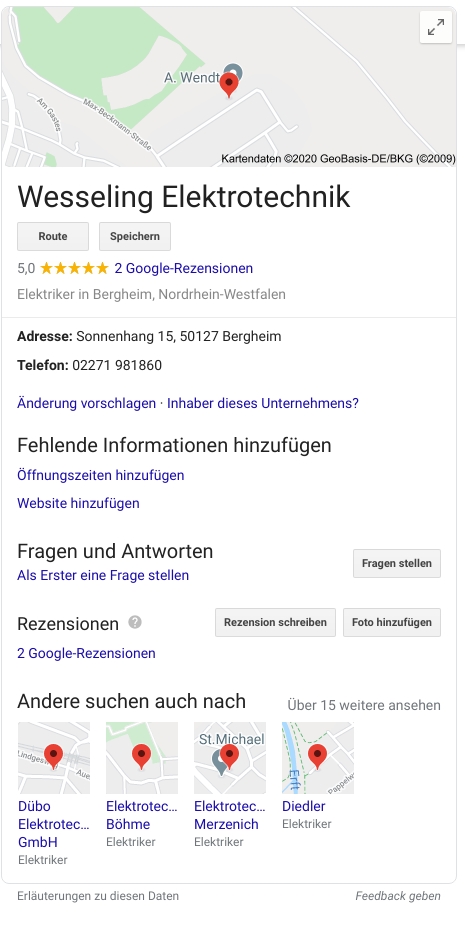 A. Wendt
Am Gastes
Max-Beckmann-Straße
Kartendaten ©2020 GeoBasis-DE/BKG (©2009)
Wesseling Elektrotechnik
Route Speichern
5,0 2 Google-Rezensionen
Elektriker in Bergheim, Nordrhein-Westfalen
Adresse: Sonnenhang 15, 50127 Bergheim
Telefon: 02271 981860
Änderung vorschlagen · Inhaber dieses Unternehmens?
Fehlende Informationen hinzufügen
Öffnungszeiten hinzufügen
Website hinzufügen
Fragen und Antworten
Fragen stellen
Als Erster eine Frage stellen
Rezensionen ? Rezension schreiben Foto hinzufügen
2 Google-Rezensionen
Andere suchen auch nach Über 15 weitere ansehen
Lindges
Aue
St.Michael
Erft
Pappelw
Dübo
Elektrotec...
GmbH
Elektriker
Elektrotec...
Böhme
Elektriker
Elektrotec...
Merzenich
Elektriker
Diedler
Elektriker
Erläuterungen zu diesen Daten Feedback geben